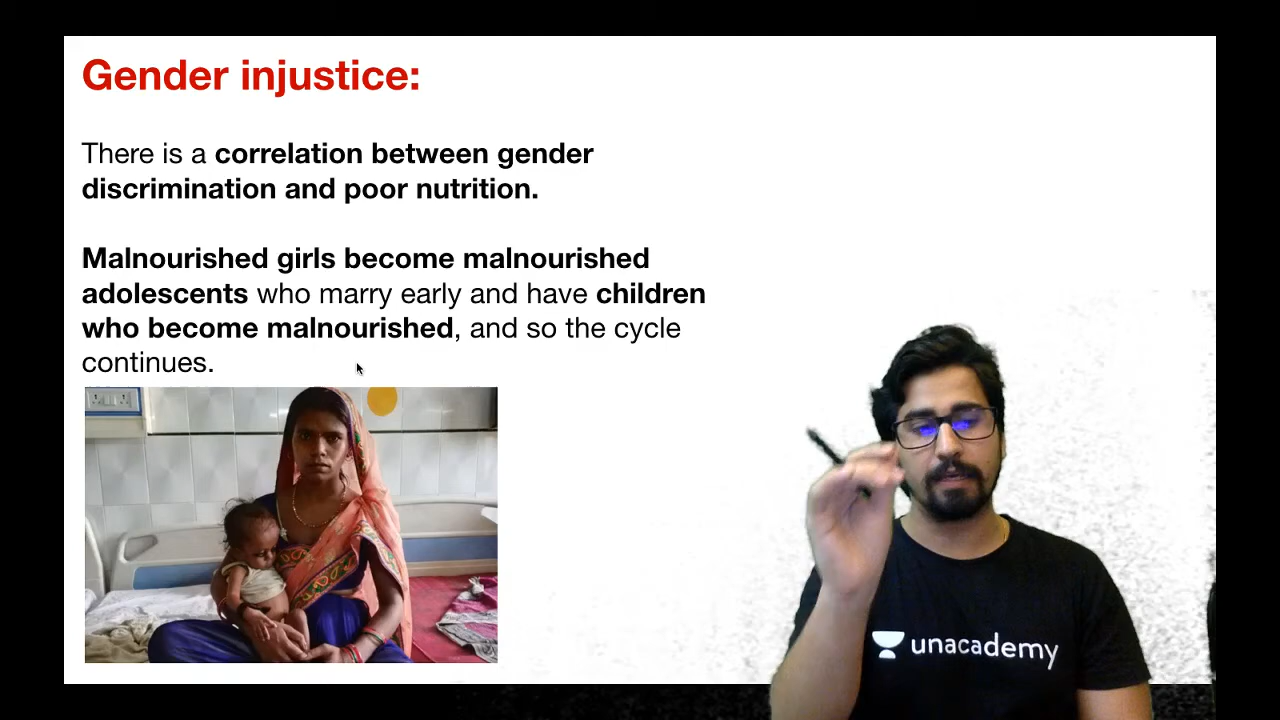 Gender injustice:
There is a correlation between gender
discrimination and poor nutrition.
Malnourished girls become malnourished
adolescents who marry early and have children
who become malnourished, and so the cycle
continues.
unacademy